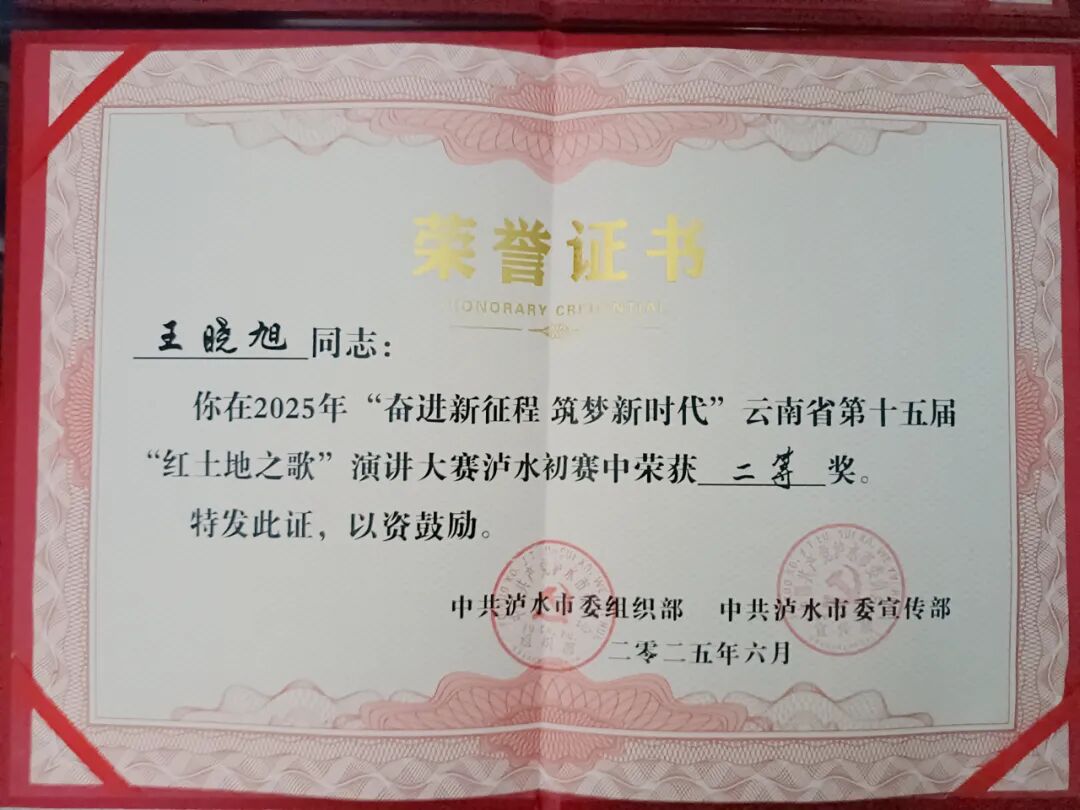 荣誉证书
HONORARY CREDENTIAL
王晓旭同志：
你在2025年“奋进新征程 筑梦新时代”云南省第十五届
“红土地之歌”演讲大赛泸水初赛中荣获二等奖。
特发此证，以资鼓励。
中共泸水市委组织部 中共泸水市委宣传部
二零二五年六月